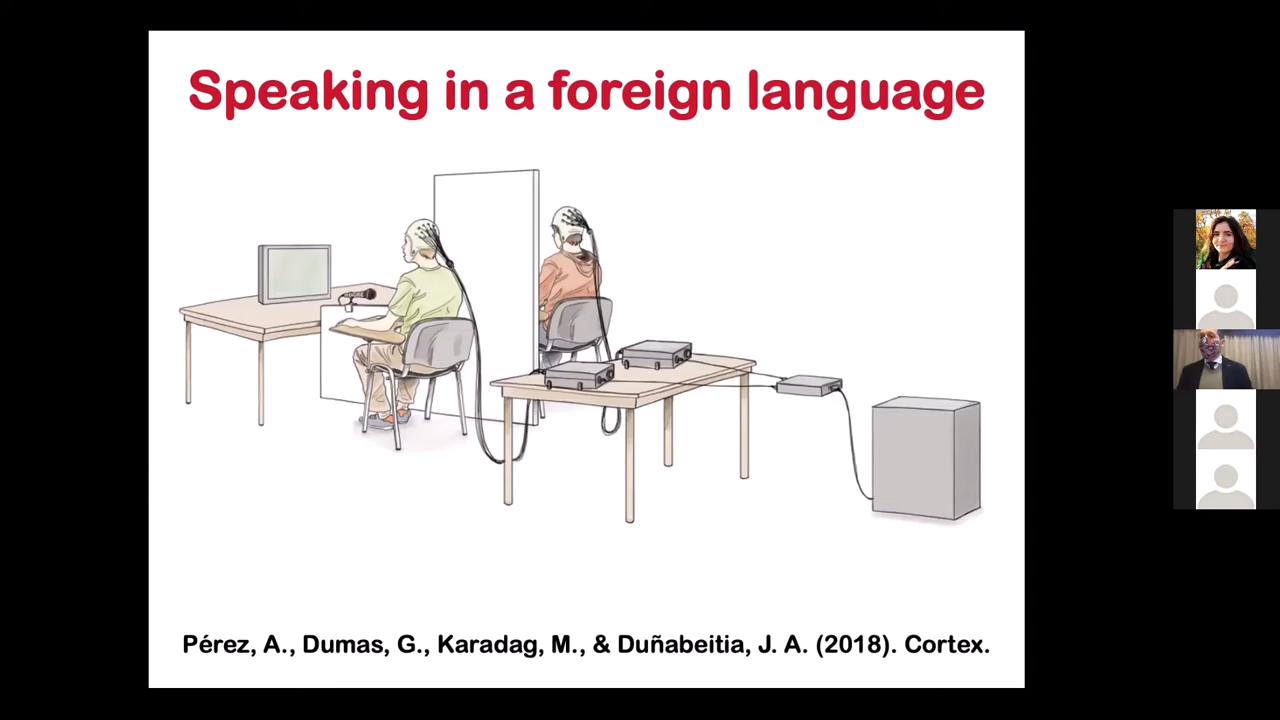 Speaking in a foreign language
Pérez, A., Dumas, G., Karadag, M., & Duñabeitia, J. A. (2018). Cortex.